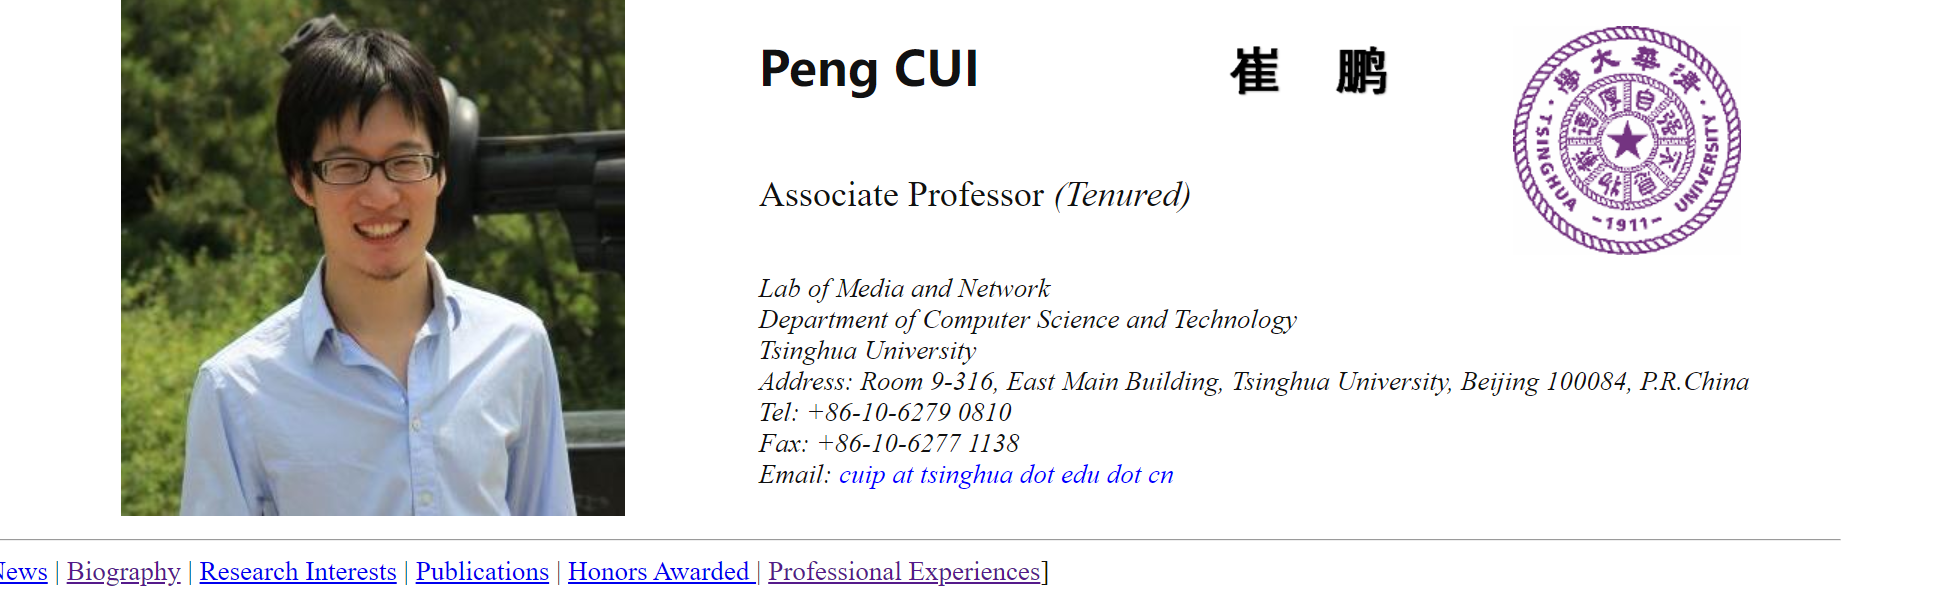 Peng CUI 崔 鹏
清華大學
自强不息
厚德載物
TSINGHUA UNIVERSITY
-1911-
Associate Professor (Tenured)
Lab of Media and Network
Department of Computer Science and Technology
Tsinghua University
Address: Room 9-316, East Main Building, Tsinghua University, Beijing 100084, P.R.China
Tel: +86-10-6279 0810
Fax: +86-10-6277 1138
Email: cuip at tsinghua dot edu dot cn
News | Biography | Research Interests | Publications | Honors Awarded | Professional Experiences]